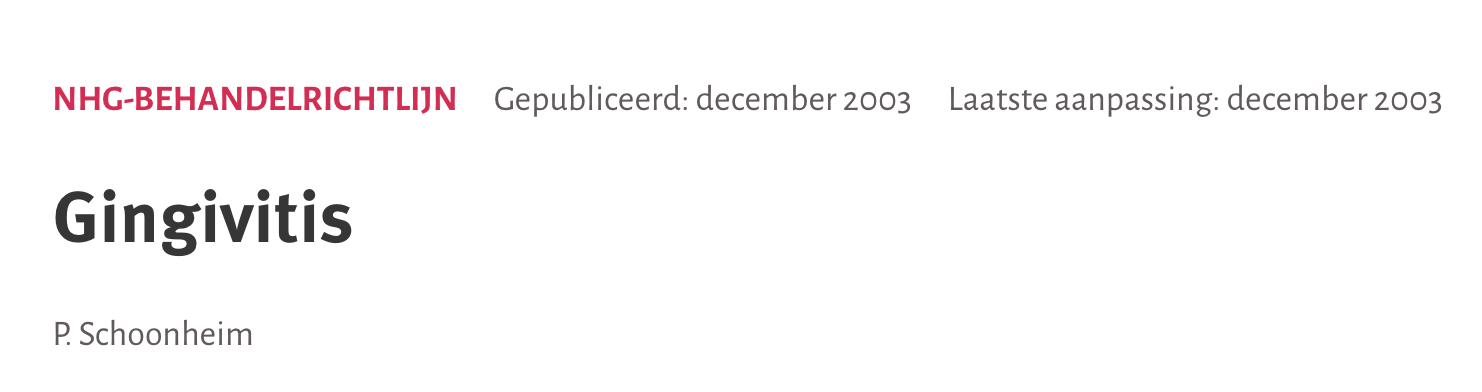 NHG-BEHANDELRICHTLIJN Gepubliceerd: december 2003 Laatste aanpassing: december 2003
Gingivitis
P. Schoonheim